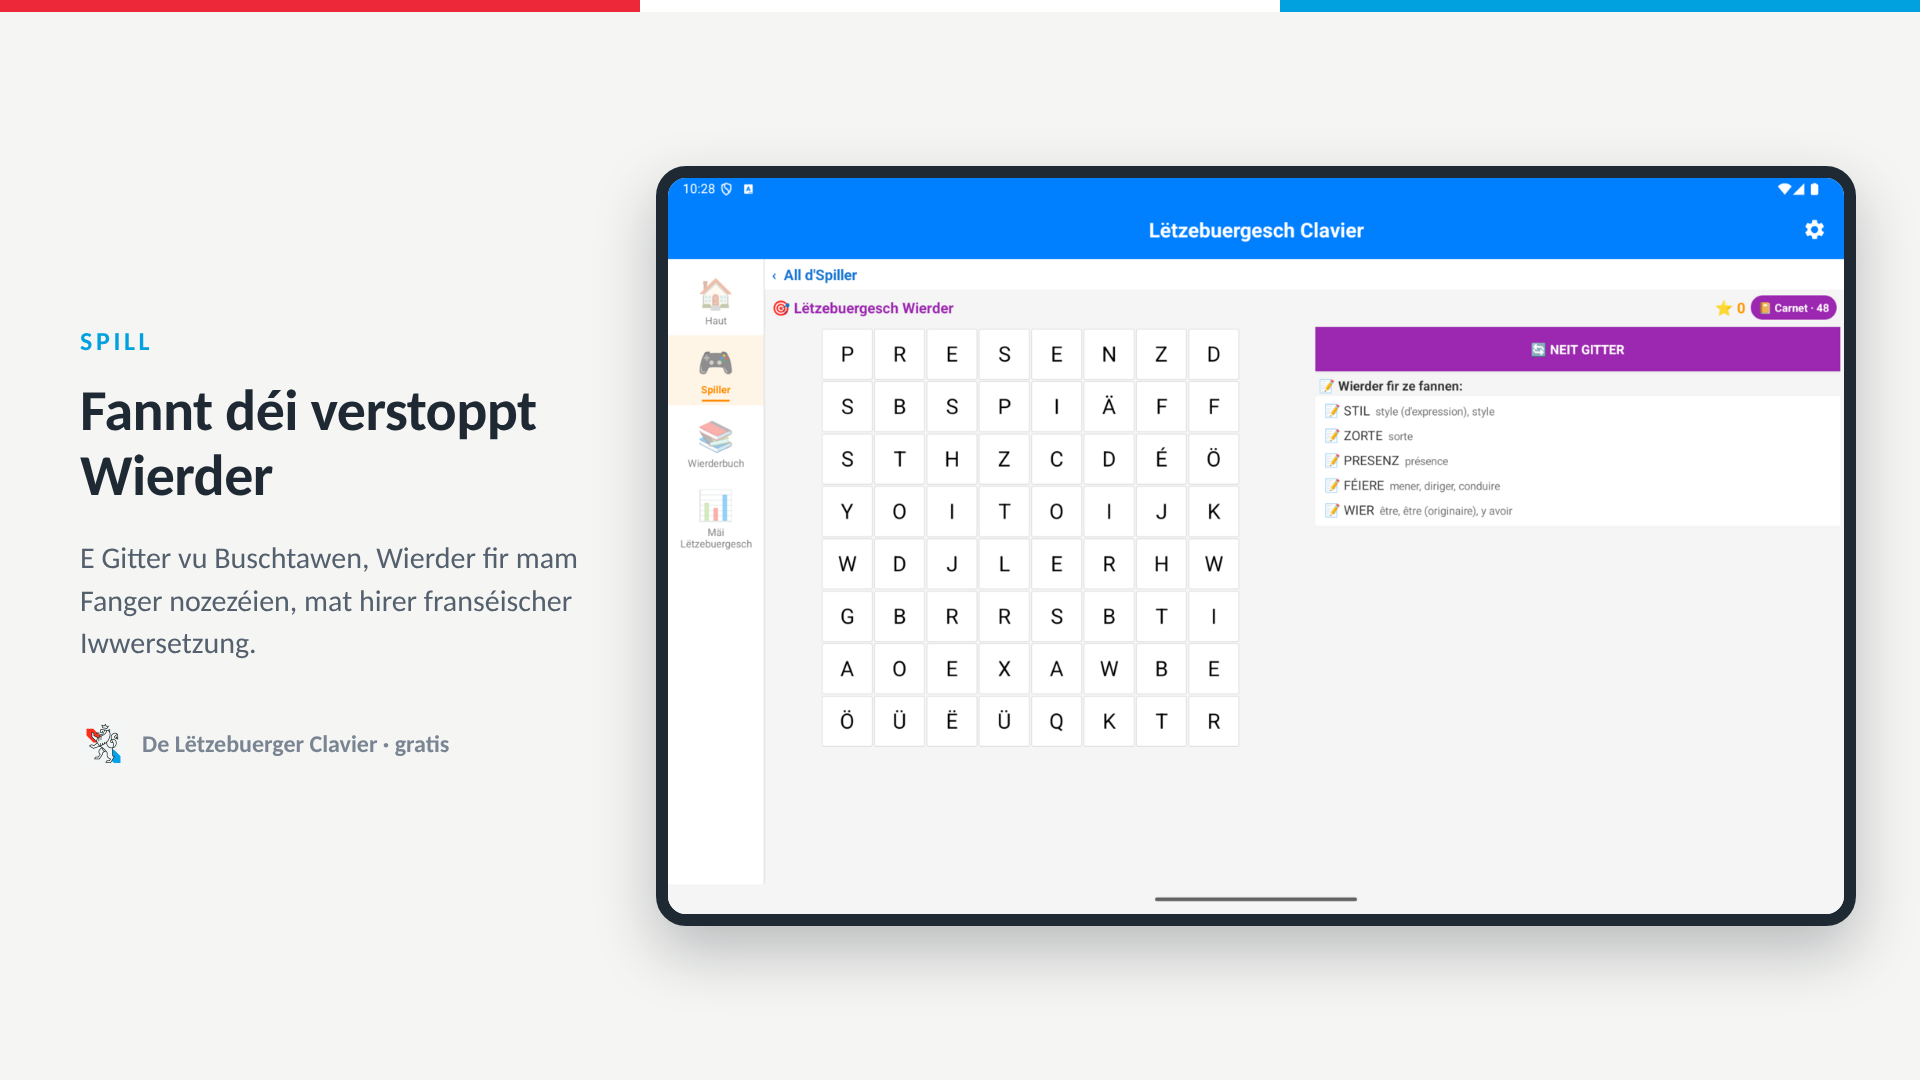 SPILL
Fannt déi verstoppt
Wierder
E Gitter vu Buschtawen, Wierder fir mam
Fanger nozezéien, mat hirer franséischer
Iwwersetzung.
De Lëtzebuerger Clavier · gratis
10:28
Lëtzebuergesch Clavier
Haut
Spiller
Wierderbuch
Mäi
Lëtzebuergesch
‹ All d'Spiller
Lëtzebuergesch Wierder
0
Carnet · 48
P R E S E N Z D
S B S P I Ä F F
S T H Z C D É Ö
Y O I T O I J K
W D J L E R H W
G B R R S B T I
A O E X A W B E
Ö Ü Ë Ü Q K T R
NEIT GITTER
Wierder fir ze fannen:
STIL style (d'expression), style
ZORTE sorte
PRESENZ présence
FÉIERE mener, diriger, conduire
WIER être, être (originaire), y avoir